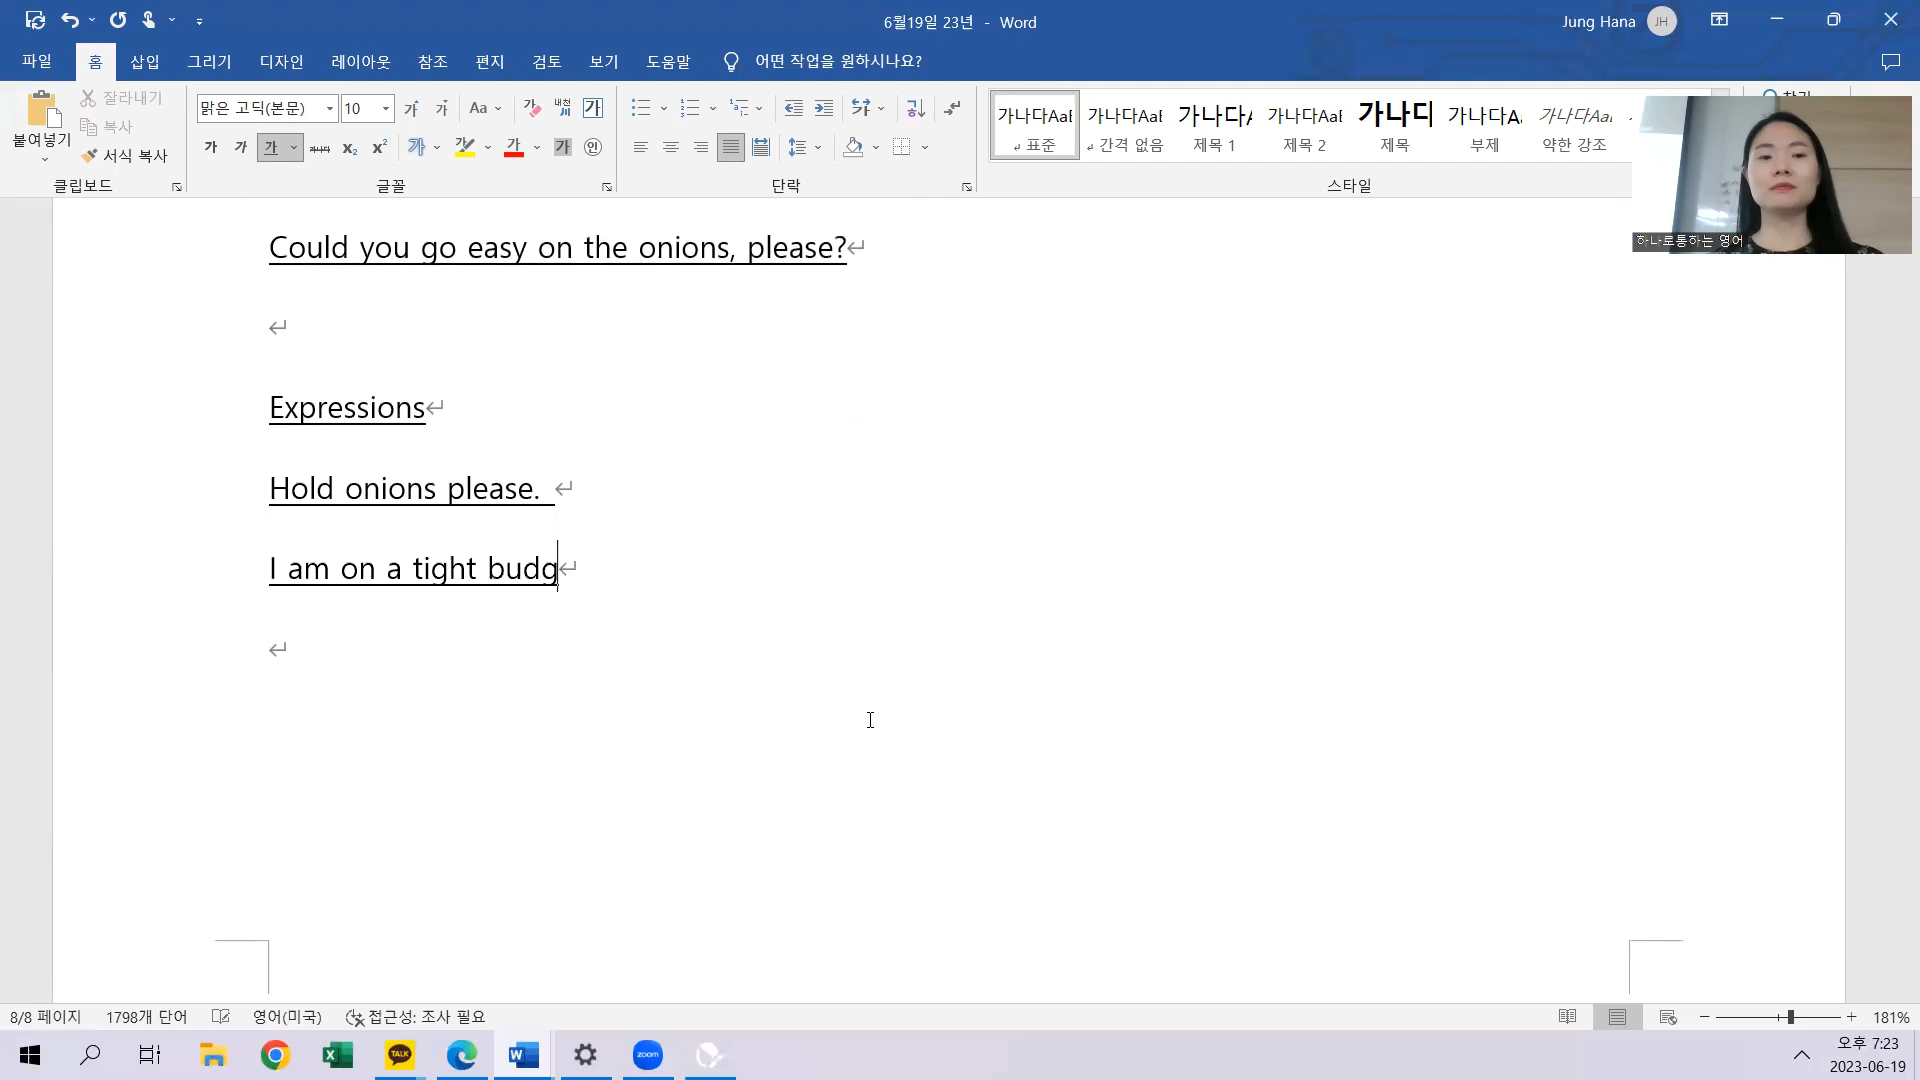 6월19일 23년 - Word
Jung Hana JH
파일 홈 삽입 그리기 디자인 레이아웃 참조 편지 검토 보기 도움말 어떤 작업을 원하시나요?
붙여넣기
잘라내기
복사
서식 복사
클립보드
맑은 고딕(본문) 10
글꼴
단락
가나다AaE 가나다AaE 가나다 가나다AaE 가나다 가나다A 가나다Aa
표준 간격 없음 제목 1 제목 2 제목 부제 약한 강조
스타일
하나로통하는 영어
Could you go easy on the onions, please?
Expressions
Hold onions please.
I am on a tight budg
8/8 페이지 1798개 단어 영어(미국) 접근성: 조사 필요 181%
TALK
zoom
오후 7:23
2023-06-19